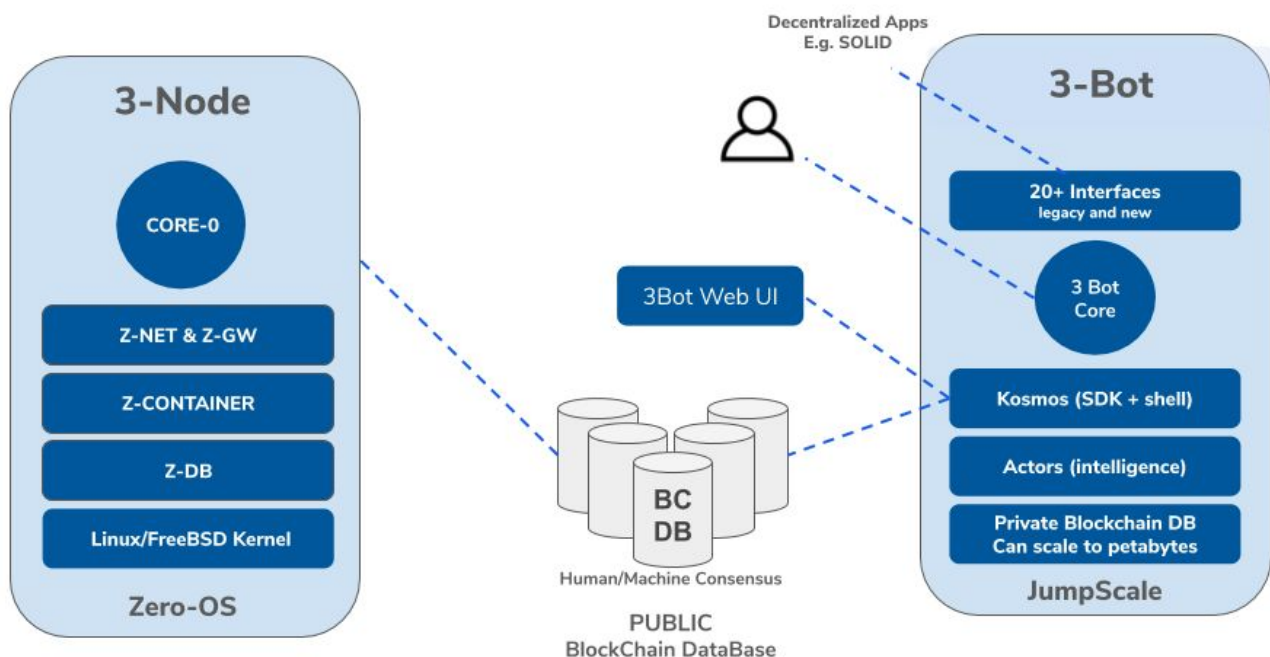 3-Node
CORE-0
Z-NET & Z-GW
Z-CONTAINER
Z-DB
Linux/FreeBSD Kernel
Zero-OS
Decentralized Apps
E.g. SOLID
3Bot Web UI
BC
DB
Human/Machine Consensus
PUBLIC
BlockChain DataBase
3-Bot
20+ Interfaces
legacy and new
3 Bot
Core
Kosmos (SDK + shell)
Actors (intelligence)
Private Blockchain DB
Can scale to petabytes
JumpScale